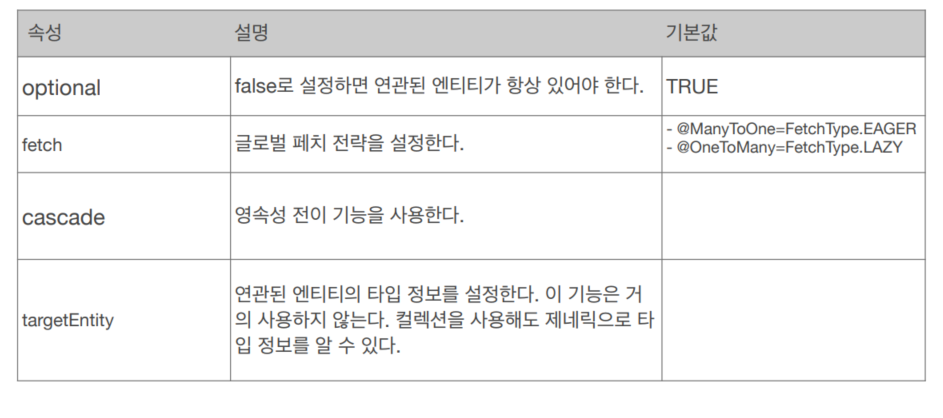 속성 설명 기본값
optional false로 설정하면 연관된 엔티티가 항상 있어야 한다. TRUE
fetch 글로벌 페치 전략을 설정한다. - @ManyToOne=FetchType.EAGER
- @OneToMany=FetchType.LAZY
cascade 영속성 전이 기능을 사용한다.
targetEntity 연관된 엔티티의 타입 정보를 설정한다. 이 기능은 거
의 사용하지 않는다. 컬렉션을 사용해도 제네릭으로 타
입 정보를 알 수 있다.